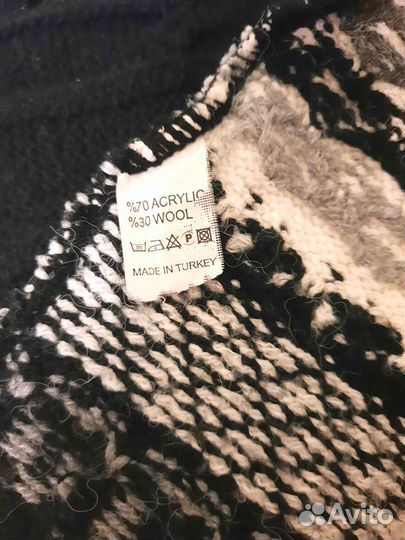 %70 ACRYLIC
%30 WOOL
P
MADE IN TURKEY
Avito